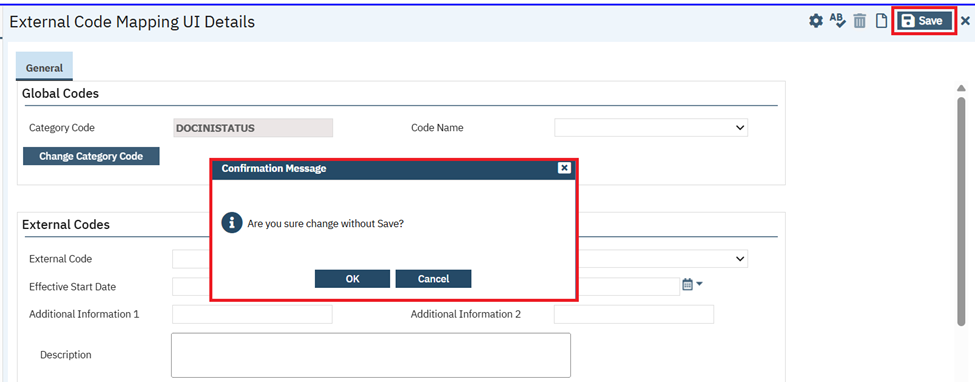 External Code Mapping UI Details
Save
General
Global Codes
Category Code DOCINISTATUS Code Name
Change Category Code
Confirmation Message
Are you sure change without Save?
OK Cancel
External Codes
External Code
Effective Start Date
Additional Information 1 Additional Information 2
Description